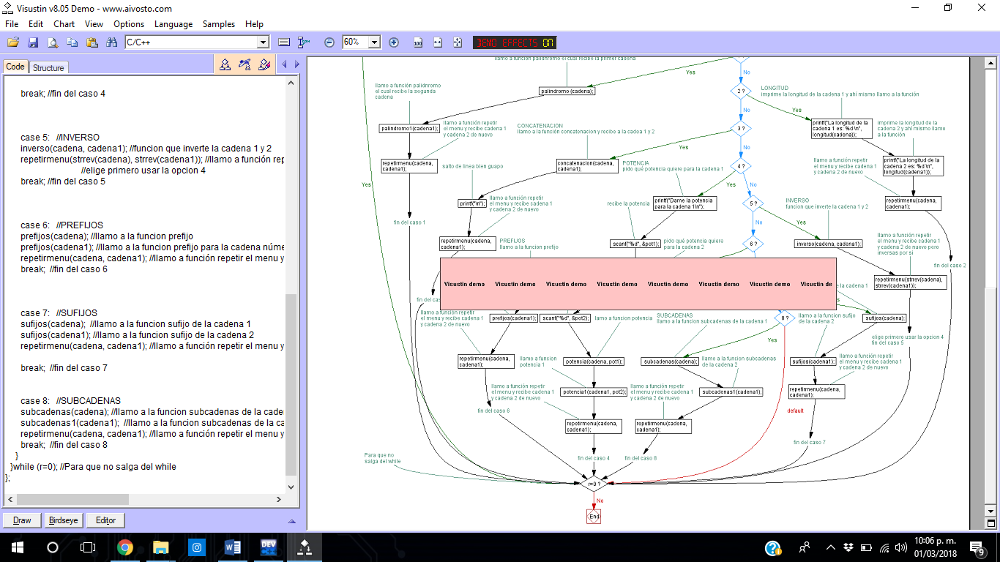 Visustin v8.05 Demo - www.aivosto.com
File Edit Chart View Options Language Samples Help
C/C++
60%
100
DEMO EFFECTS ON
Code Structure
break; //fin del caso 4
case 5: //INVERSO
inverso(cadena, cadena1); //funcion que inverte la cadena 1 y 2
repetirmenu(strrev(cadena), strrev(cadena1)); //llamo a función rep
//elige primero usar la opcion 4
break; //fin del caso 5
case 6: //PREFIJOS
prefijos(cadena); //llamo a la funcion prefijo
prefijos(cadena1); //llamo a la funcion prefijo para la cadena núme
repetirmenu(cadena, cadena1); //llamo a función repetir el menu y
break; //fin del caso 6
case 7: //SUFIJOS
sufijos(cadena); //llamo a la funcion sufijo de la cadena 1
sufijos(cadena1); //llamo a la funcion sufijo de la cadena 2
repetirmenu(cadena, cadena1); //llamo a función repetir el menu y
break; //fin del caso 7
case 8: //SUBCADENAS
subcadenas(cadena); //llamo a la funcion subcadenas de la cade
subcadenas1(cadena1); //llamo a la funcion subcadenas de la ca
repetirmenu(cadena, cadena1); //llamo a función repetir el menu y
break; //fin del caso 8
}
}while (r=0); //Para que no salga del while
};
Draw Birdseye Editor
llamo a función palidromo el cual recibe la primer cadena
Yes
No
palindromo (cadena);
2 ?
LONGITUD
imprime la longitud de la cadena 1 y ahí mismo llamo a la función
llamo a función palidnromo
el cual recibe la segunda
cadena
No
Yes
palindromo1(cadena1);
llamo a función repetir
el menu y recibe cadena1
y cadena 2 de nuevo
CONCATENACION
llamo a la función concatenacion y recibe a la cadea 1 y 2
3 ?
printf("La longitud de la
cadena 1 es: %d \n",
longitud(cadena));
imprime la longitud de la
cadena 2 y ahí mismo llamo
a la función
Yes
No
repetirmenu(cadena,
cadena1);
salto de linea bien guapo
concatenacion(cadena,
cadena1);
POTENCIA
pido qué potencia quiere para la cadena 1
4 ?
llamo a función repetir
el menu y recibe cadena1
y cadena 2 de nuevo
printf("La longitud de la
cadena 2 es: %d \n",
longitud(cadena1));
Yes
Yes
No
printf("\n");
llamo a función repetir
el menu y recibe cadena1
y cadena 2 de nuevo
recibe la potencia
printf("Dame la potencia
para la cadena 1\n");
5 ?
INVERSO
funcion que inverte la cadena 1 y 2
repetirmenu(cadena,
cadena1);
fin del caso 1
No
Yes
repetirmenu(cadena,
cadena1);
PREFIJOS
llamo a la funcion prefijo
scanf("%d", &pot1);
pido qué potencia quiere
para la cadena 2
6 ?
inverso(cadena, cadena1);
llamo a función repetir
el menu y recibe cadena1
y cadena 2 de nuevo pero
inversas por si
fin del caso 2
Visustin demo Visustin demo Visustin demo Visustin demo Visustin demo Visustin demo Visustin demo Visustin de
repetirmenu(strrev(cadena),
strrev(cadena1));
la cadena 1
fin del cas
llamo a función repetir
el menu y recibe cadena1
y cadena 2 de nuevo
prefijos(cadena1);
scanf("%d", &pot2);
llamo a funcion potencia
SUBCADENAS
llamo a la funcion subcadenas de la cadena 1
8 ?
llamo a la funcion sufijo
de la cadena 2
sufijos(cadena);
elige primero usar la opcion 4
fin del caso 5
Yes
repetirmenu(cadena,
cadena1);
llamo a funcion
potencia 1
potencia(cadena, pot1);
subcadenas(cadena);
llamo a la funcion subcadenas
de la cadena 2
sufijos(cadena1);
llamo a función repetir
el menu y recibe cadena1
y cadena 2 de nuevo
llamo a función repetir
el menu y recibe cadena1
y cadena 2 de nuevo
potencia1(cadena1, pot2);
llamo a función repetir
el menu y recibe cadena1
y cadena 2 de nuevo
subcadenas1(cadena1);
repetirmenu(cadena,
cadena1);
fin del caso 6
default
repetirmenu(cadena,
cadena1);
repetirmenu(cadena,
cadena1);
fin del caso 7
Para que no
salga del while
fin del caso 4
fin del caso 8
r=0 ?
No
End
W
DEV
10:06 p. m.
01/03/2018
9